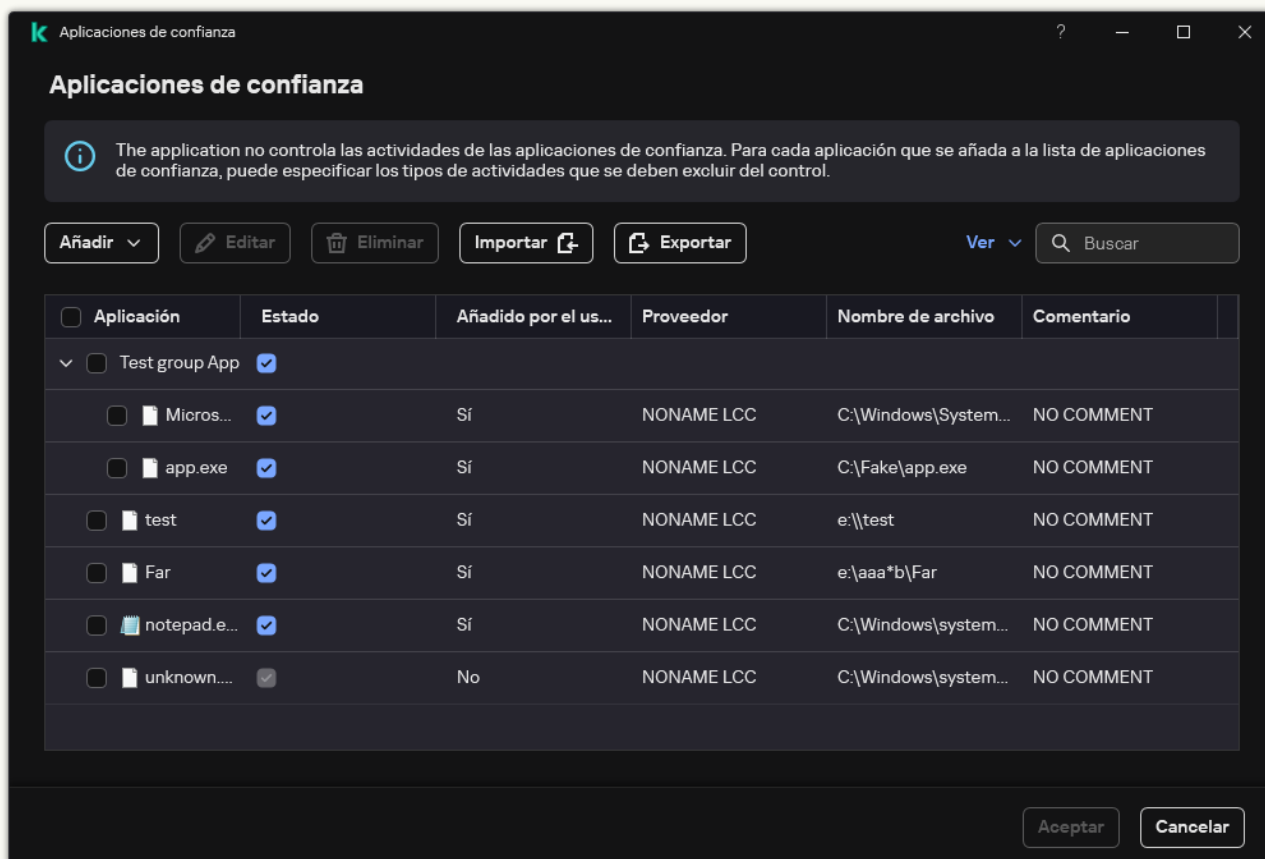 Aplicaciones de confianza
Aplicaciones de confianza
The application no controla las actividades de las aplicaciones de confianza. Para cada aplicación que se añada a la lista de aplicaciones
de confianza, puede especificar los tipos de actividades que se deben excluir del control.
Añadir Editar Eliminar Importar Exportar Ver Buscar
Aplicación Estado Añadido por el us... Proveedor Nombre de archivo Comentario
Test group App
Micros... Sí NONAME LCC C:\Windows\System... NO COMMENT
app.exe Sí NONAME LCC C:\Fake\app.exe NO COMMENT
test Sí NONAME LCC e:\\test NO COMMENT
Far Sí NONAME LCC e:\aaa*b\Far NO COMMENT
notepad.e... Sí NONAME LCC C:\Windows\system... NO COMMENT
unknown.... No NONAME LCC C:\Windows\system... NO COMMENT
Aceptar Cancelar